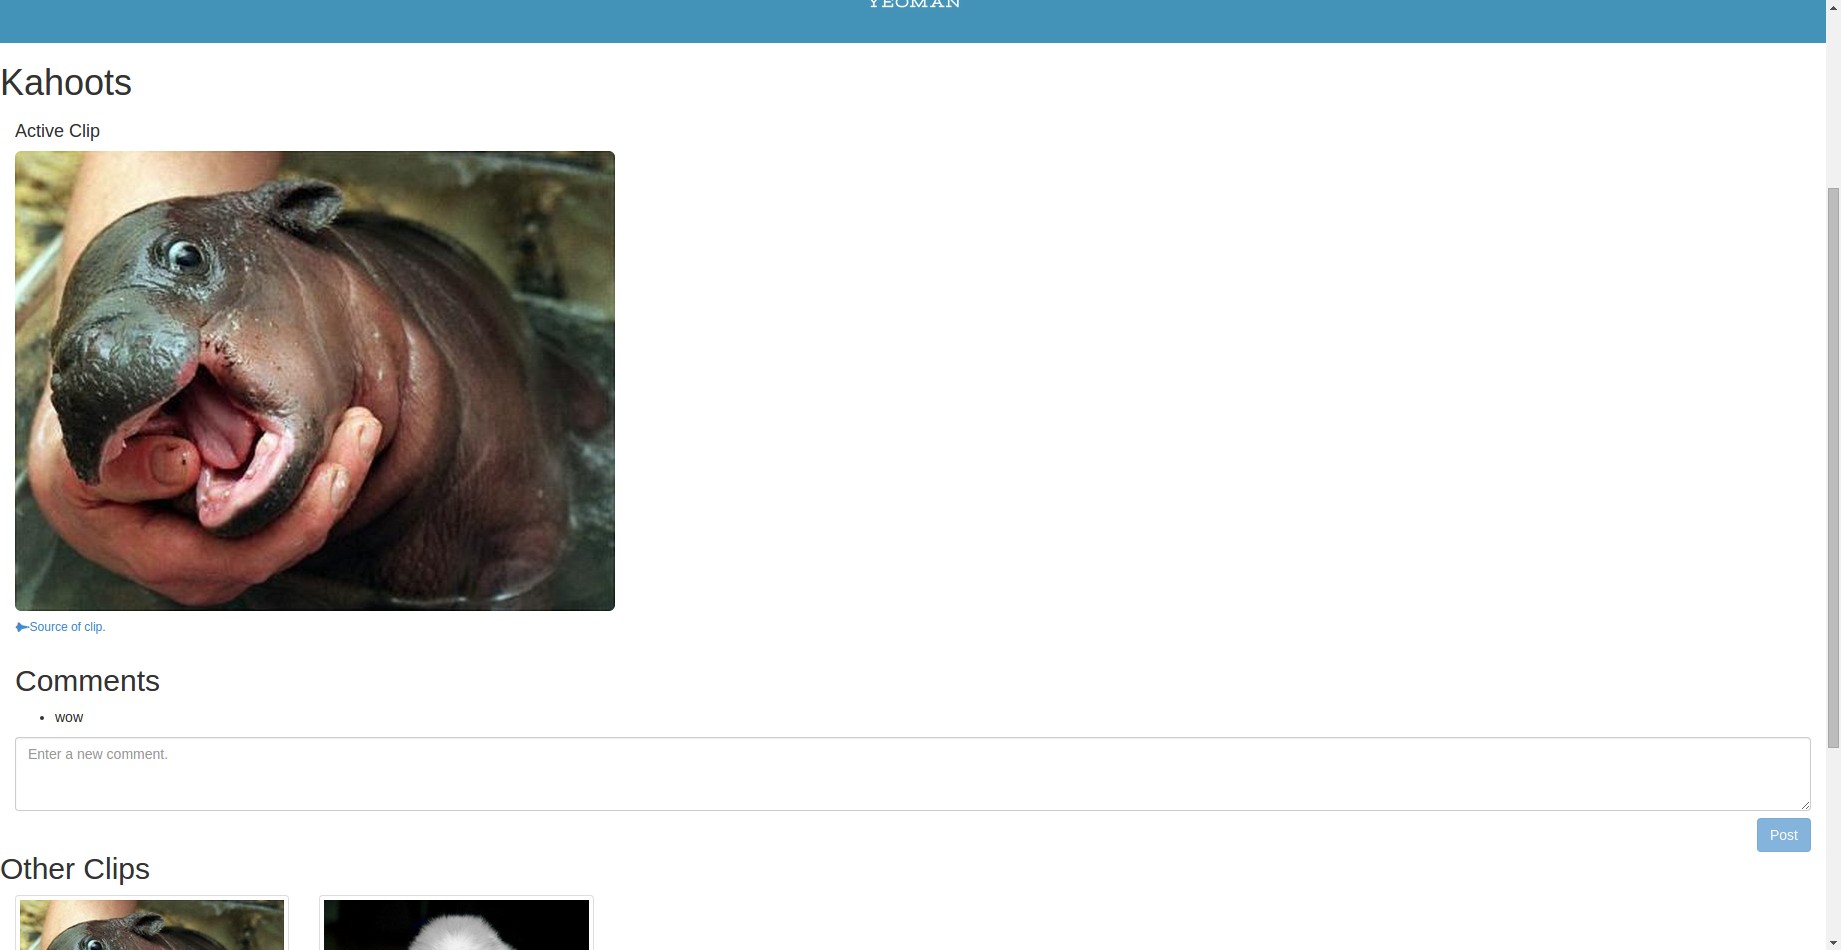 YEOMAN
Kahoots
Active Clip
Source of clip.
Comments
wow
Enter a new comment.
Post
Other Clips